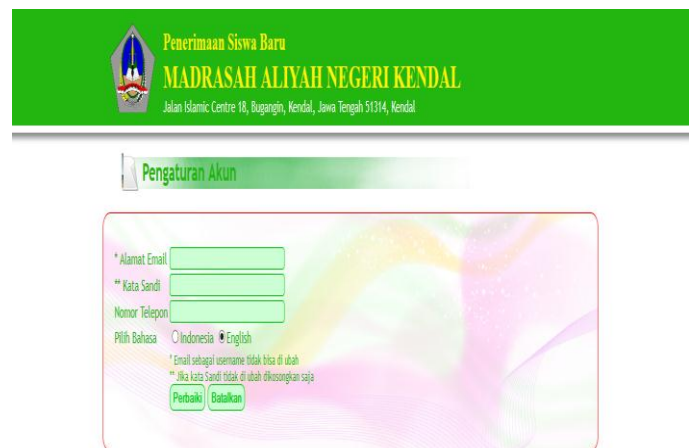 Penerimaan Siswa Baru
MADRASAH ALIYAH NEGERI KENDAL
Jalan Islamic Centre 18, Bugangin, Kendal, Jawa Tengah 51314, Kendal
Pengaturan Akun
* Alamat Email
** Kata Sandi
Nomor Telepon
Pilih Bahasa Indonesia English
* Email sebagai username tidak bisa di ubah
** Jika kata Sandi tidak di ubah dikosongkan saja
Perbaiki Batalkan